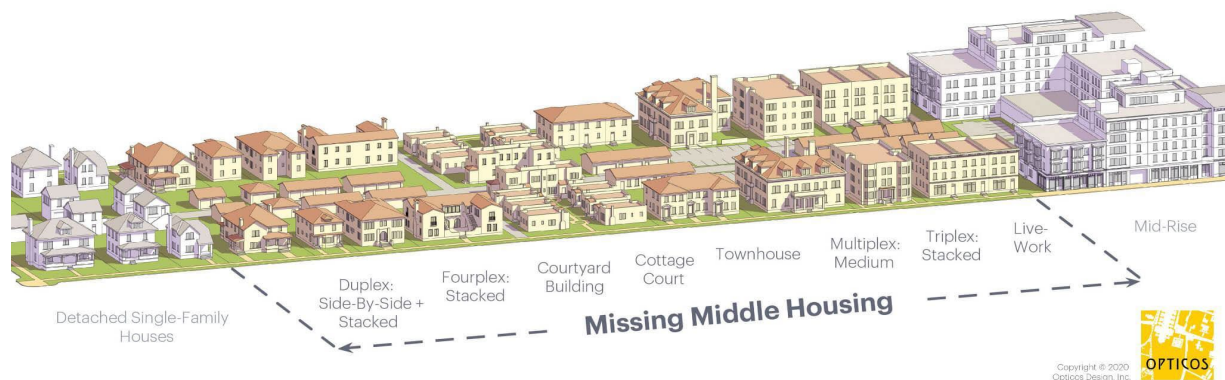 Detached Single-Family
Houses
Duplex:
Side-By-Side +
Stacked
Fourplex:
Stacked
Courtyard
Building
Cottage
Court
Townhouse
Multiplex:
Medium
Triplex:
Stacked
Live-
Work
Mid-Rise
Missing Middle Housing
Copyright © 2020
Opticos Design, Inc.
OPTICOS